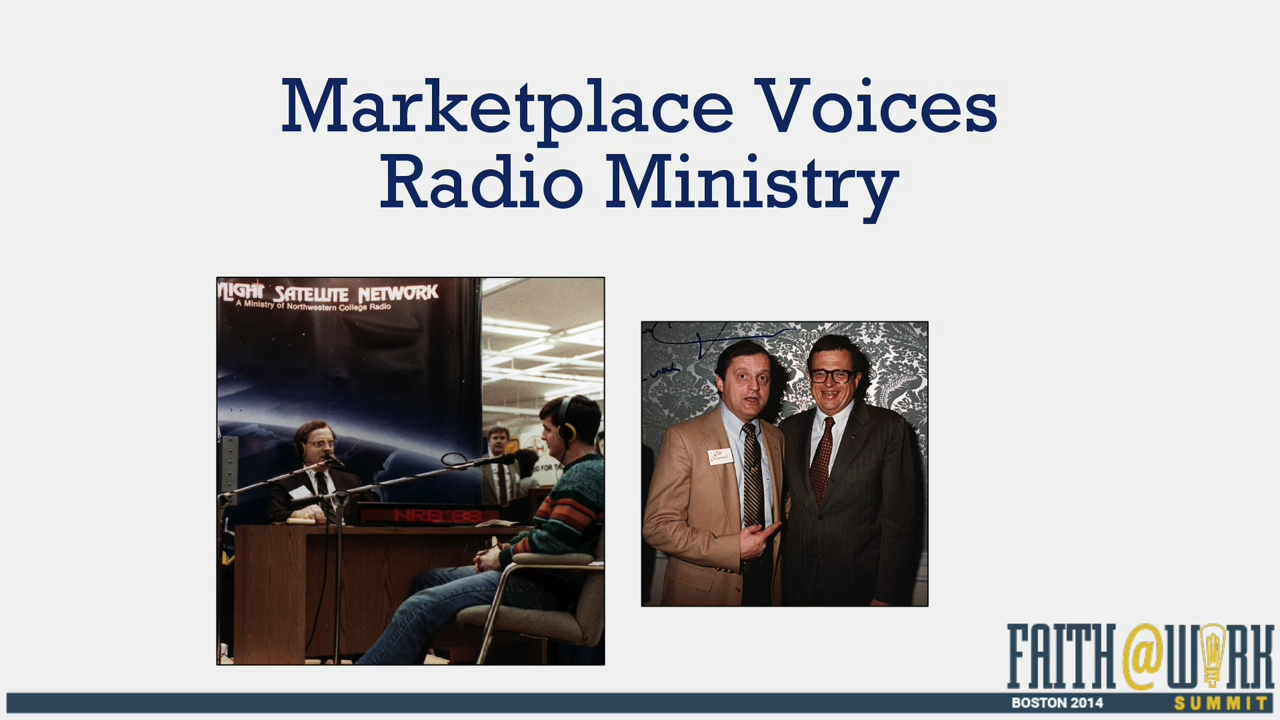 Marketplace Voices
Radio Ministry
LIGHT SATELLITE NETWORK
A Ministry of Northwestern College Radio
NRB '88
FAITH@WORK
BOSTON 2014
SUMMIT